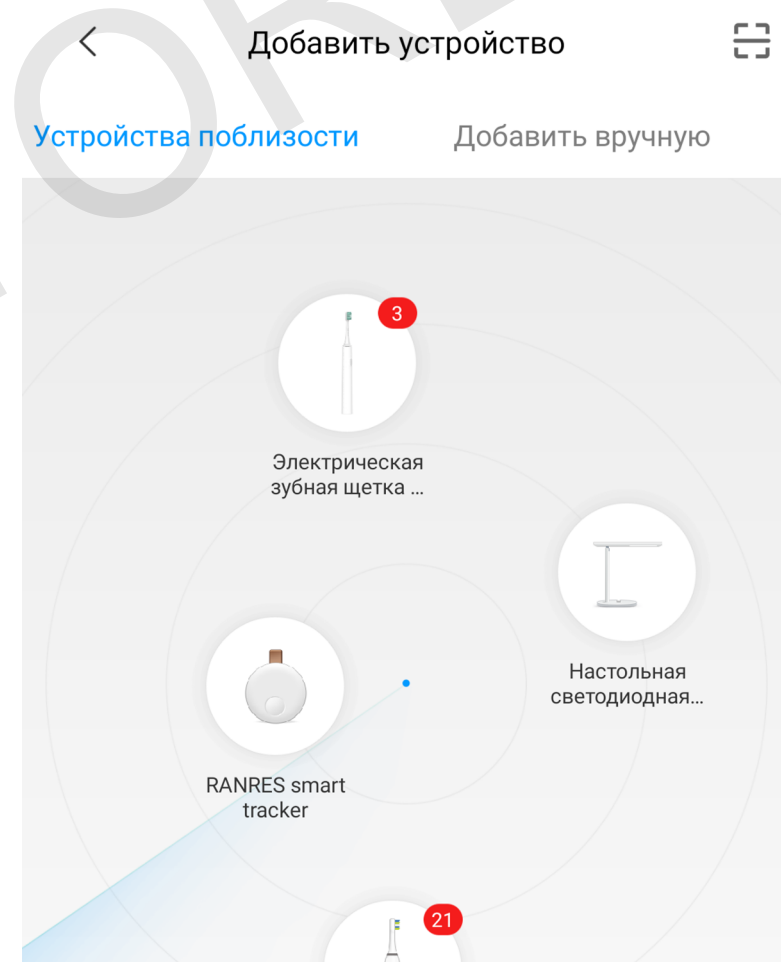 Добавить устройство
Устройства поблизости
Добавить вручную
3
Электрическая
зубная щетка ...
Настольная
светодиодная...
RANRES smart
tracker
21